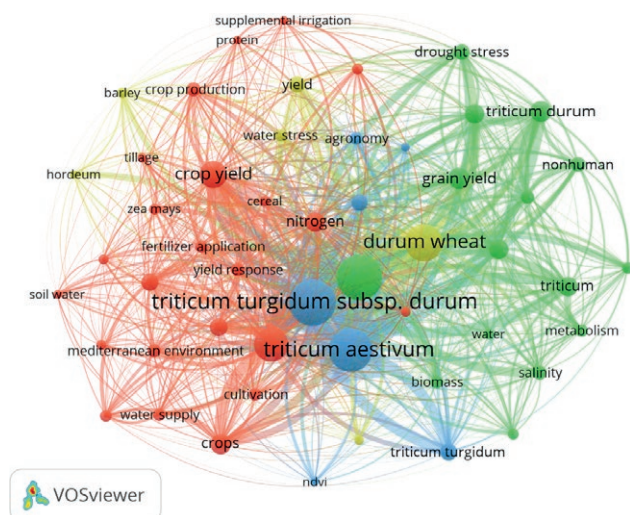 supplemental irrigation
protein
drought stress
barley
crop production
yield
triticum durum
water stress
agronomy
tillage
nonhuman
hordeum
crop yield
grain yield
cereal
zea mays
nitrogen
durum wheat
fertilizer application
yield response
triticum
soil water
triticum turgidum subsp. durum
metabolism
water
mediterranean environment
triticum aestivum
salinity
biomass
cultivation
water supply
crops
triticum turgidum
ndvi
VOSviewer